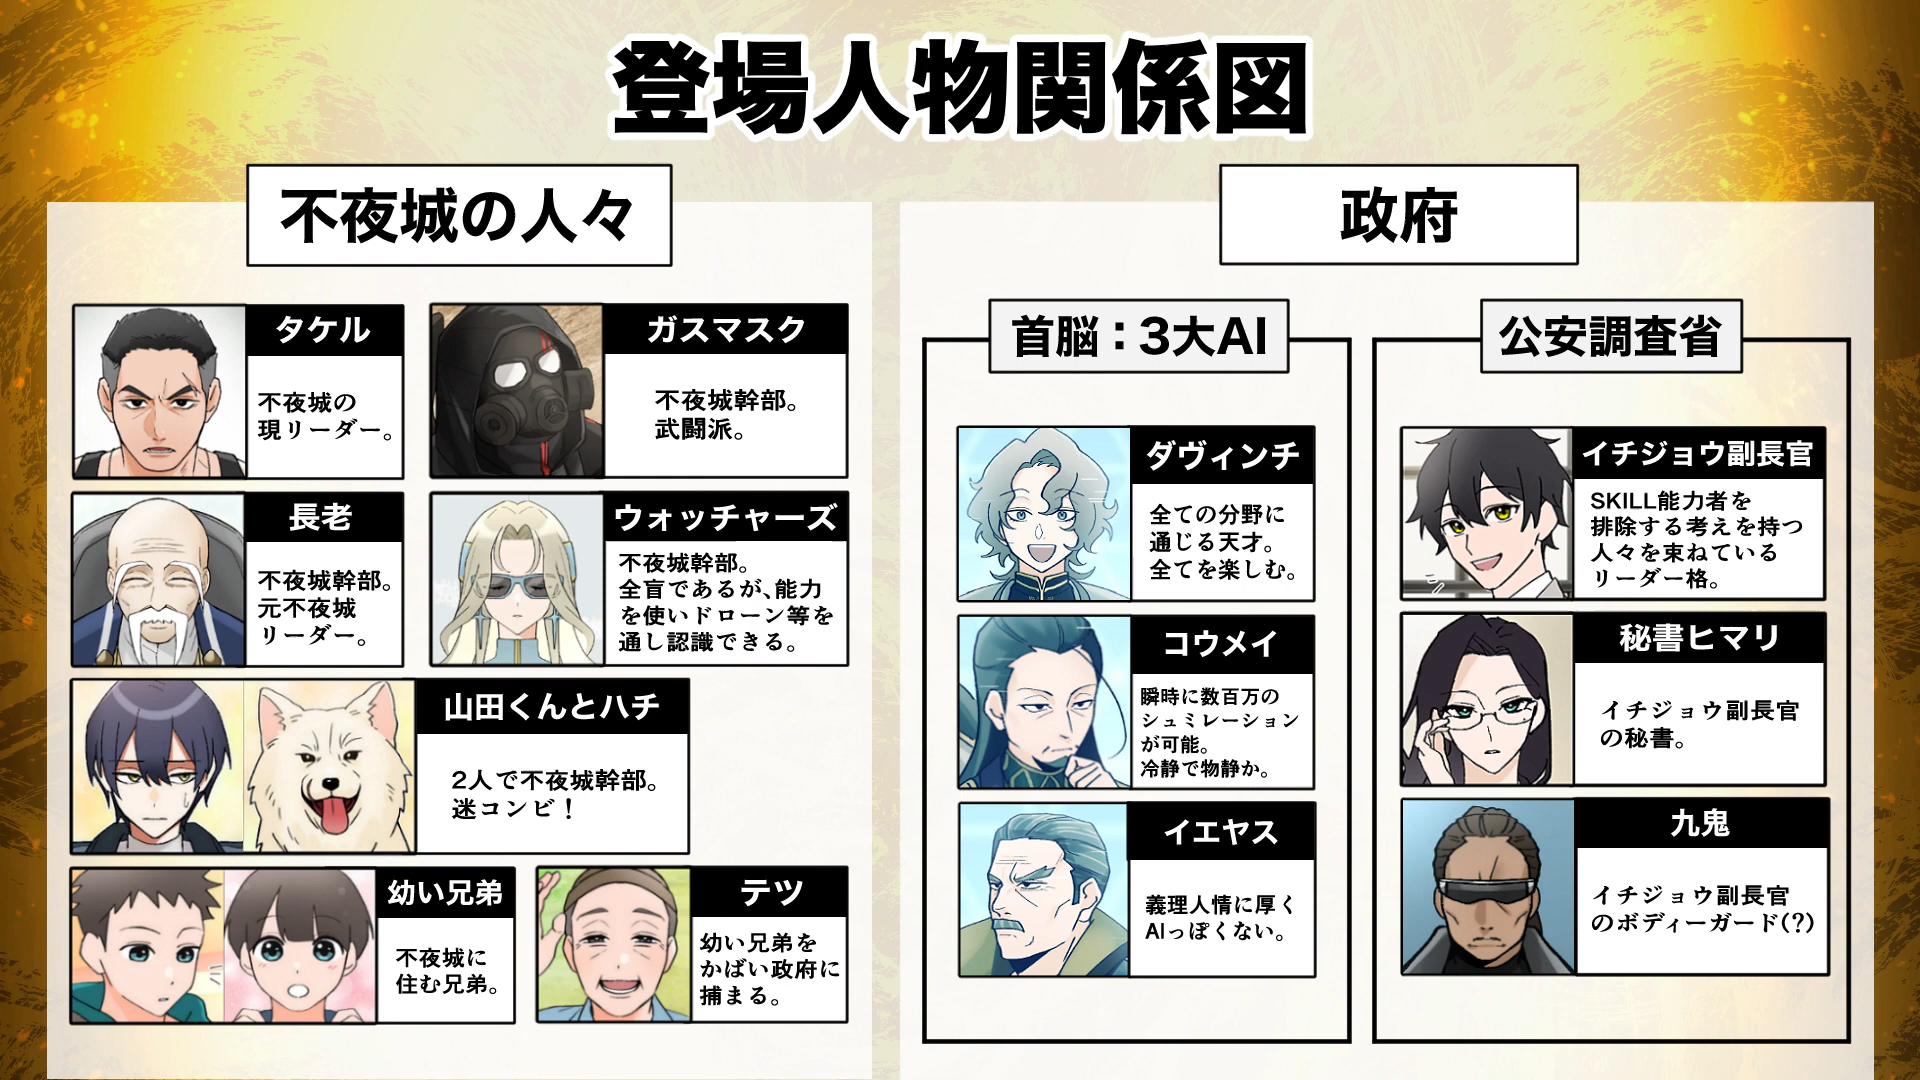 登場人物関係図
不夜城の人々
タケル
不夜城の
現リーダー。
ガスマスク
不夜城幹部。
武闘派。
長老
不夜城幹部。
元不夜城
リーダー。
ウォッチャーズ
不夜城幹部。
全盲であるが、能力
を使いドローン等を
通し認識できる。
山田くんとハチ
2人で不夜城幹部。
迷コンビ！
幼い兄弟
不夜城に
住む兄弟。
テツ
幼い兄弟を
かばい政府に
捕まる。
政府
首脳：3大AI
ダヴィンチ
全ての分野に
通じる天才。
全てを楽しむ。
コウメイ
瞬時に数百万の
シュミレーション
が可能。
冷静で物静か。
イエヤス
義理人情に厚く
AIっぽくない。
公安調査省
イチジョウ副長官
SKILL能力者を
排除する考えを持つ
人々を束ねている
リーダー格。
秘書ヒマリ
イチジョウ副長官
の秘書。
九鬼
イチジョウ副長官
のボディーガード(?)